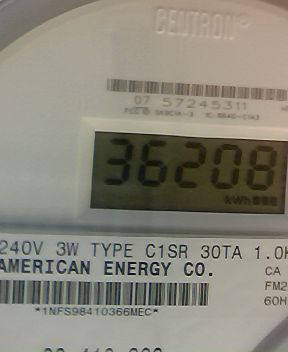 CENTRON®
07 57245311
36208
kWh
240V 3W TYPE C1SR 30TA 1.0K
AMERICAN ENERGY CO.
CA
FM2
60H
*1NFS98410366MEC*